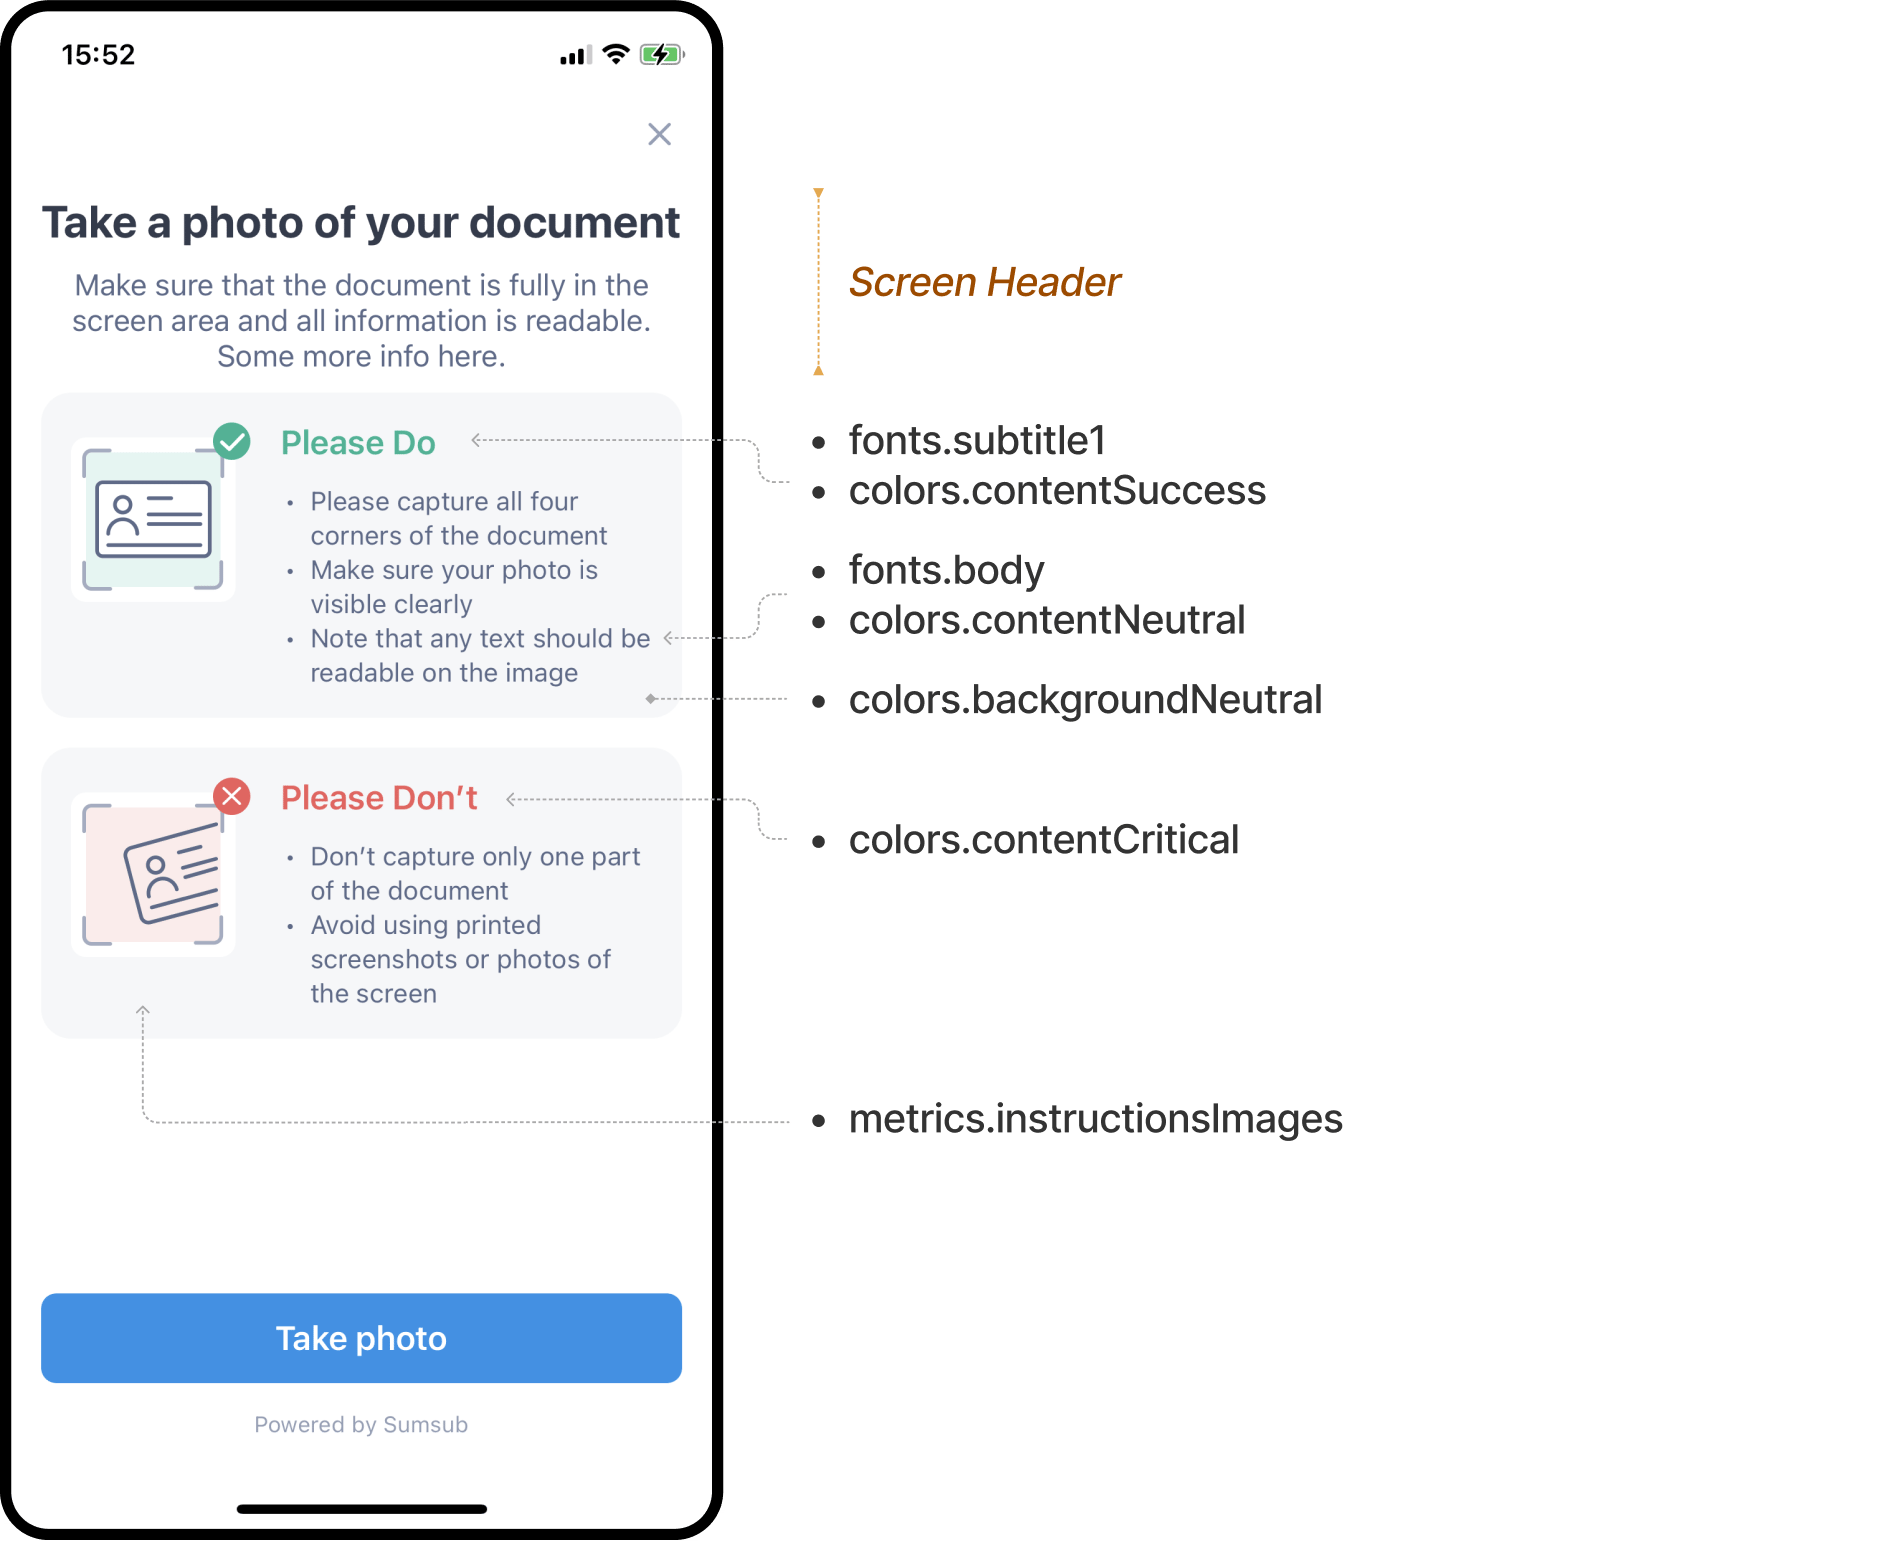 15:52
Take a photo of your document
Make sure that the document is fully in the
screen area and all information is readable.
Some more info here.
Screen Header
Please Do
• Please capture all four
corners of the document
• Make sure your photo is
visible clearly
• Note that any text should be
readable on the image
• fonts.subtitle1
• colors.contentSuccess
• fonts.body
• colors.contentNeutral
• colors.backgroundNeutral
Please Don’t
• Don’t capture only one part
of the document
• Avoid using printed
screenshots or photos of
the screen
• colors.contentCritical
• metrics.instructionsImages
Take photo
Powered by Sumsub